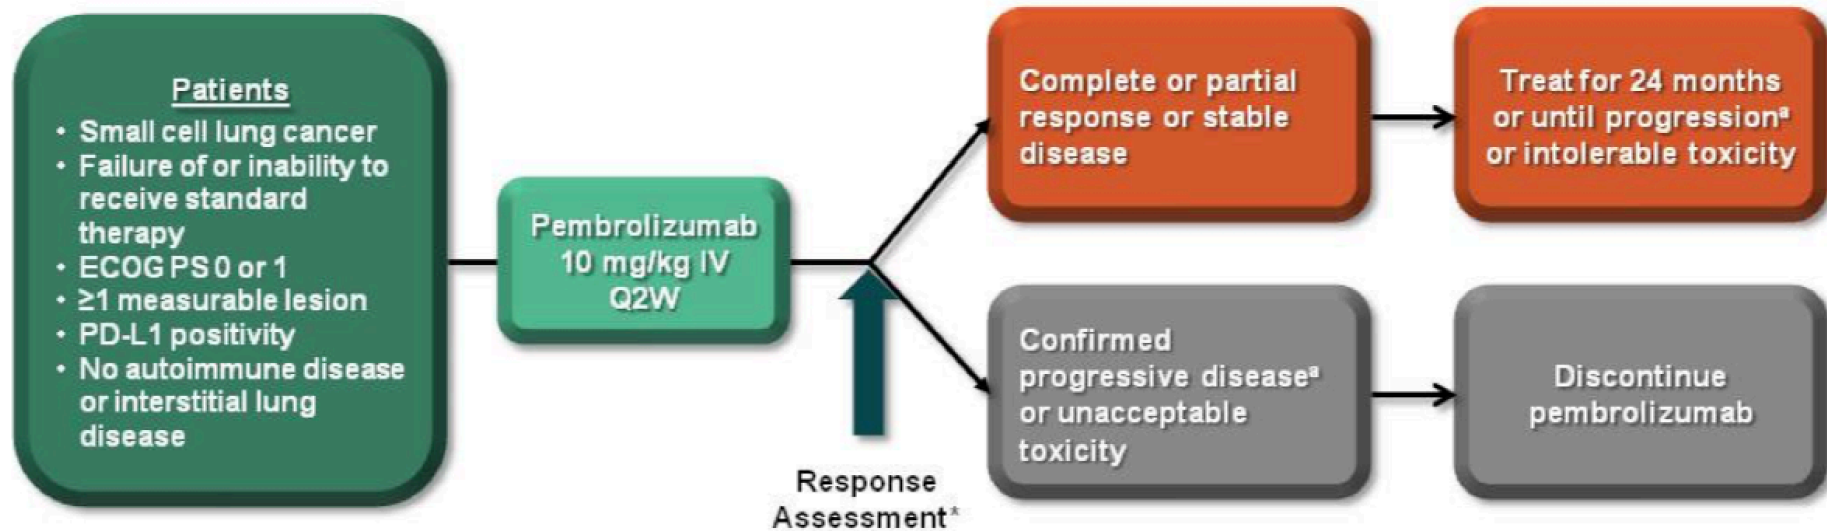 Patients
• Small cell lung cancer
• Failure of or inability to
receive standard
therapy
• ECOG PS 0 or 1
• ≥1 measurable lesion
• PD-L1 positivity
• No autoimmune disease
or interstitial lung
disease
Pembrolizumab
10 mg/kg IV
Q2W
Response
Assessment*
Complete or partial
response or stable
disease
Treat for 24 months
or until progressionª
or intolerable toxicity
Confirmed
progressive diseaseª
or unacceptable
toxicity
Discontinue
pembrolizumab